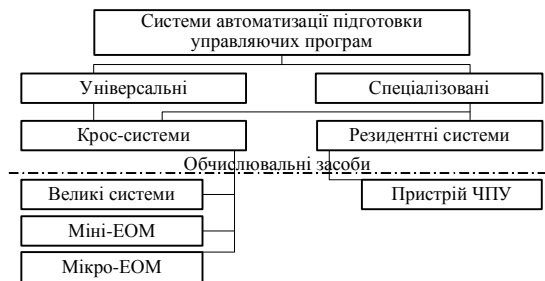 Системи автоматизації підготовки
управляючих програм
Універсальні
Спеціалізовані
Крос-системи
Резидентні системи
Обчислювальні засоби
Великі системи
Пристрій ЧПУ
Міні-ЕОМ
Мікро-ЕОМ